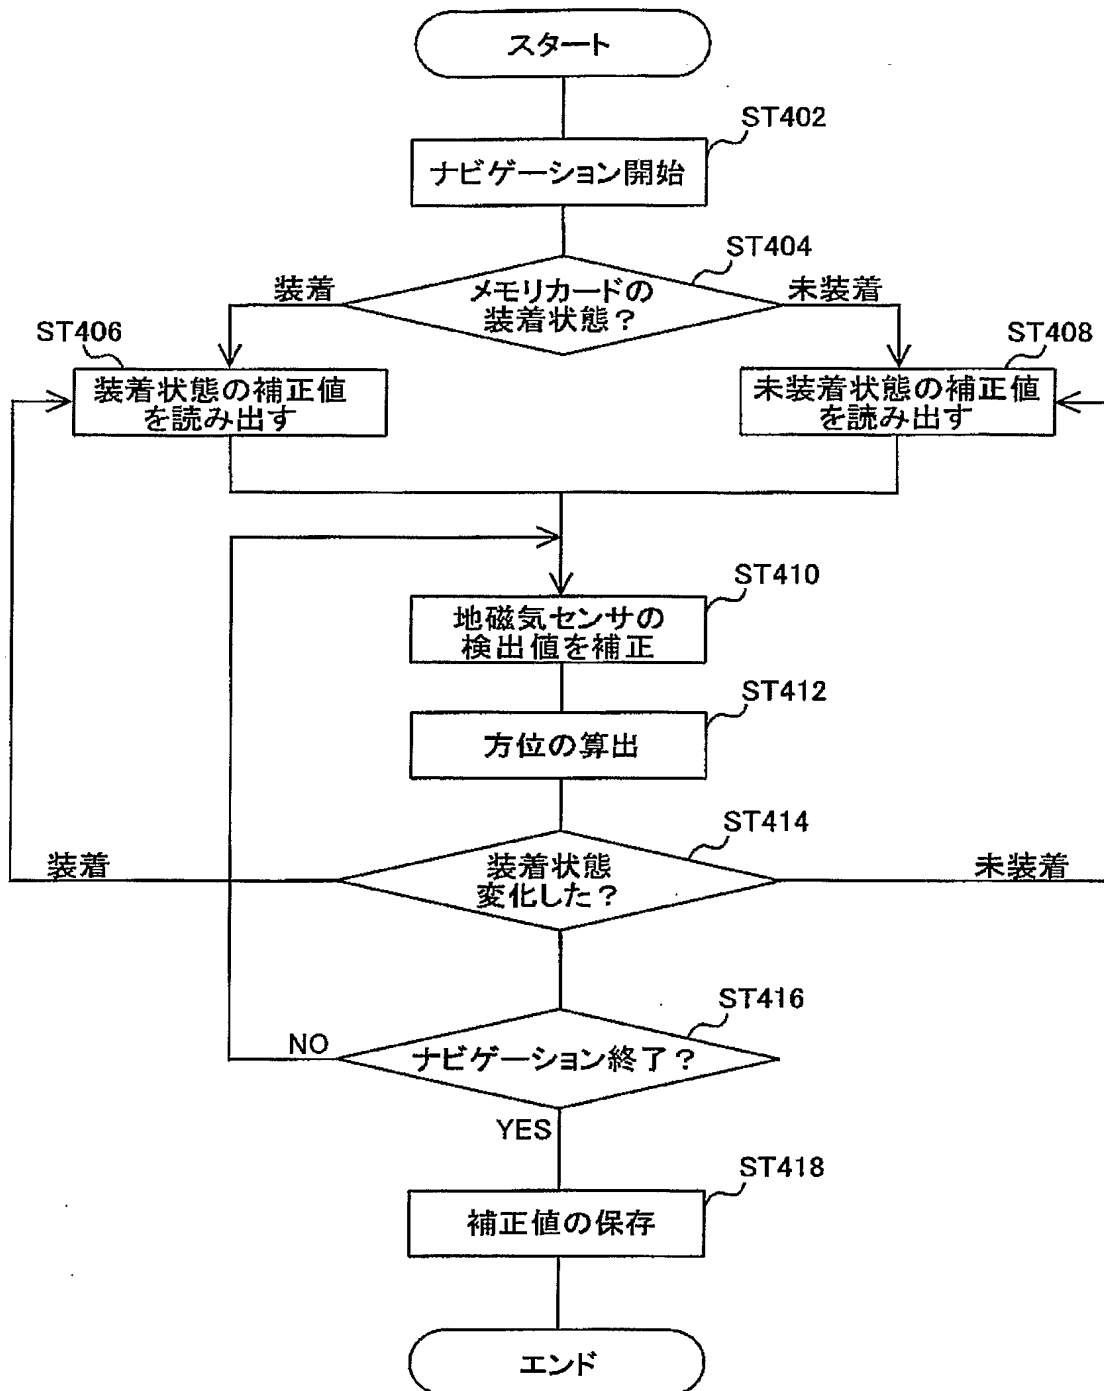 スタート
ST402
ナビゲーション開始
ST404
装着
メモリカードの
装着状態?
未装着
ST406
装着状態の補正値
を読み出す
ST408
未装着状態の補正値
を読み出す
ST410
地磁気センサの
検出値を補正
ST412
方位の算出
ST414
装着
装着状態
変化した?
未装着
ST416
NO
ナビゲーション終了?
YES
ST418
補正値の保存
エンド